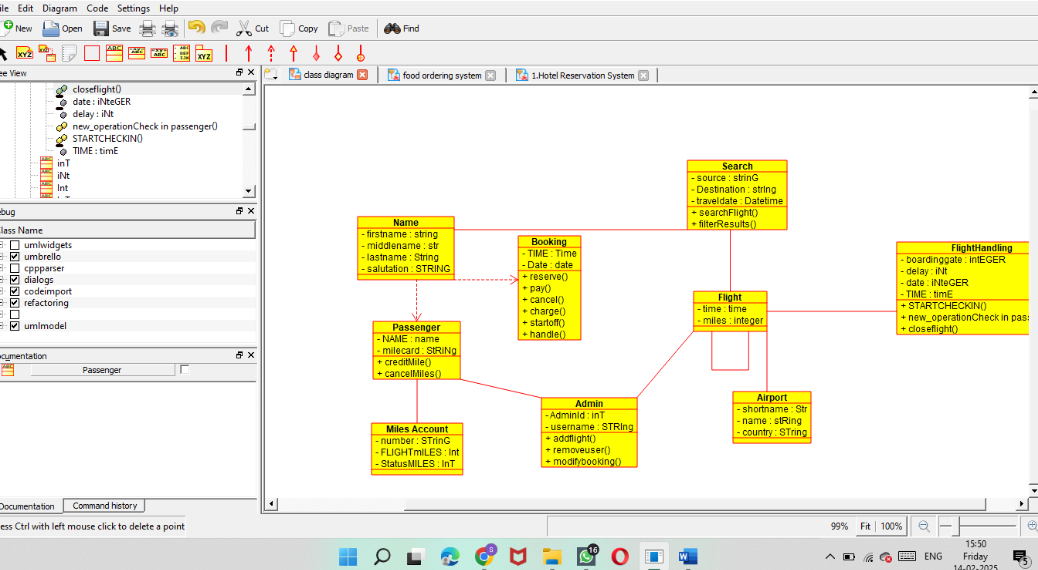 ile Edit Diagram Code Settings Help
New Open Save Cut Copy Paste Find
ee View
closeflight()
date : iNteGER
delay : iNt
new_operationCheck in passenger()
STARTCHECKIN()
TIME : timE
inT
iNt
Int
ebug
lass Name
umlwidgets
umbrello
cppparser
dialogs
codeimport
refactoring
umlmodel
ocumentation
Passenger
Documentation Command history
ess Ctrl with left mouse click to delete a point
class diagram food ordering system 1.Hotel Reservation System
Search
- source : strinG
- Destination : string
- traveldate : Datetime
+ searchFlight()
+ filterResults()
Name
- firstname : string
- middlename : str
- lastname : String
- salutation : STRING
Booking
- TIME : Time
- Date : date
+ reserve()
+ pay()
+ cancel()
+ charge()
+ startoff()
+ handle()
FlightHandling
- boardinggate : intEGER
- delay : iNt
- date : iNteGER
- TIME : timE
+ STARTCHECKIN()
+ new_operationCheck in pas
+ closeflight()
Flight
- time : time
- miles : integer
Passenger
- NAME : name
- milecard : StRiNg
+ creditMile()
+ cancelMiles()
Admin
- AdminId : inT
- username : STRIng
+ addflight()
+ removeuser()
+ modifybooking()
Airport
- shortname : Str
- name : stRing
- country : STring
Miles Account
- number : STrinG
- FLIGHTmiLES : Int
- StatusMILES : InT
99% Fit 100%
16
ENG
15:50
Friday
14-02-2025
5